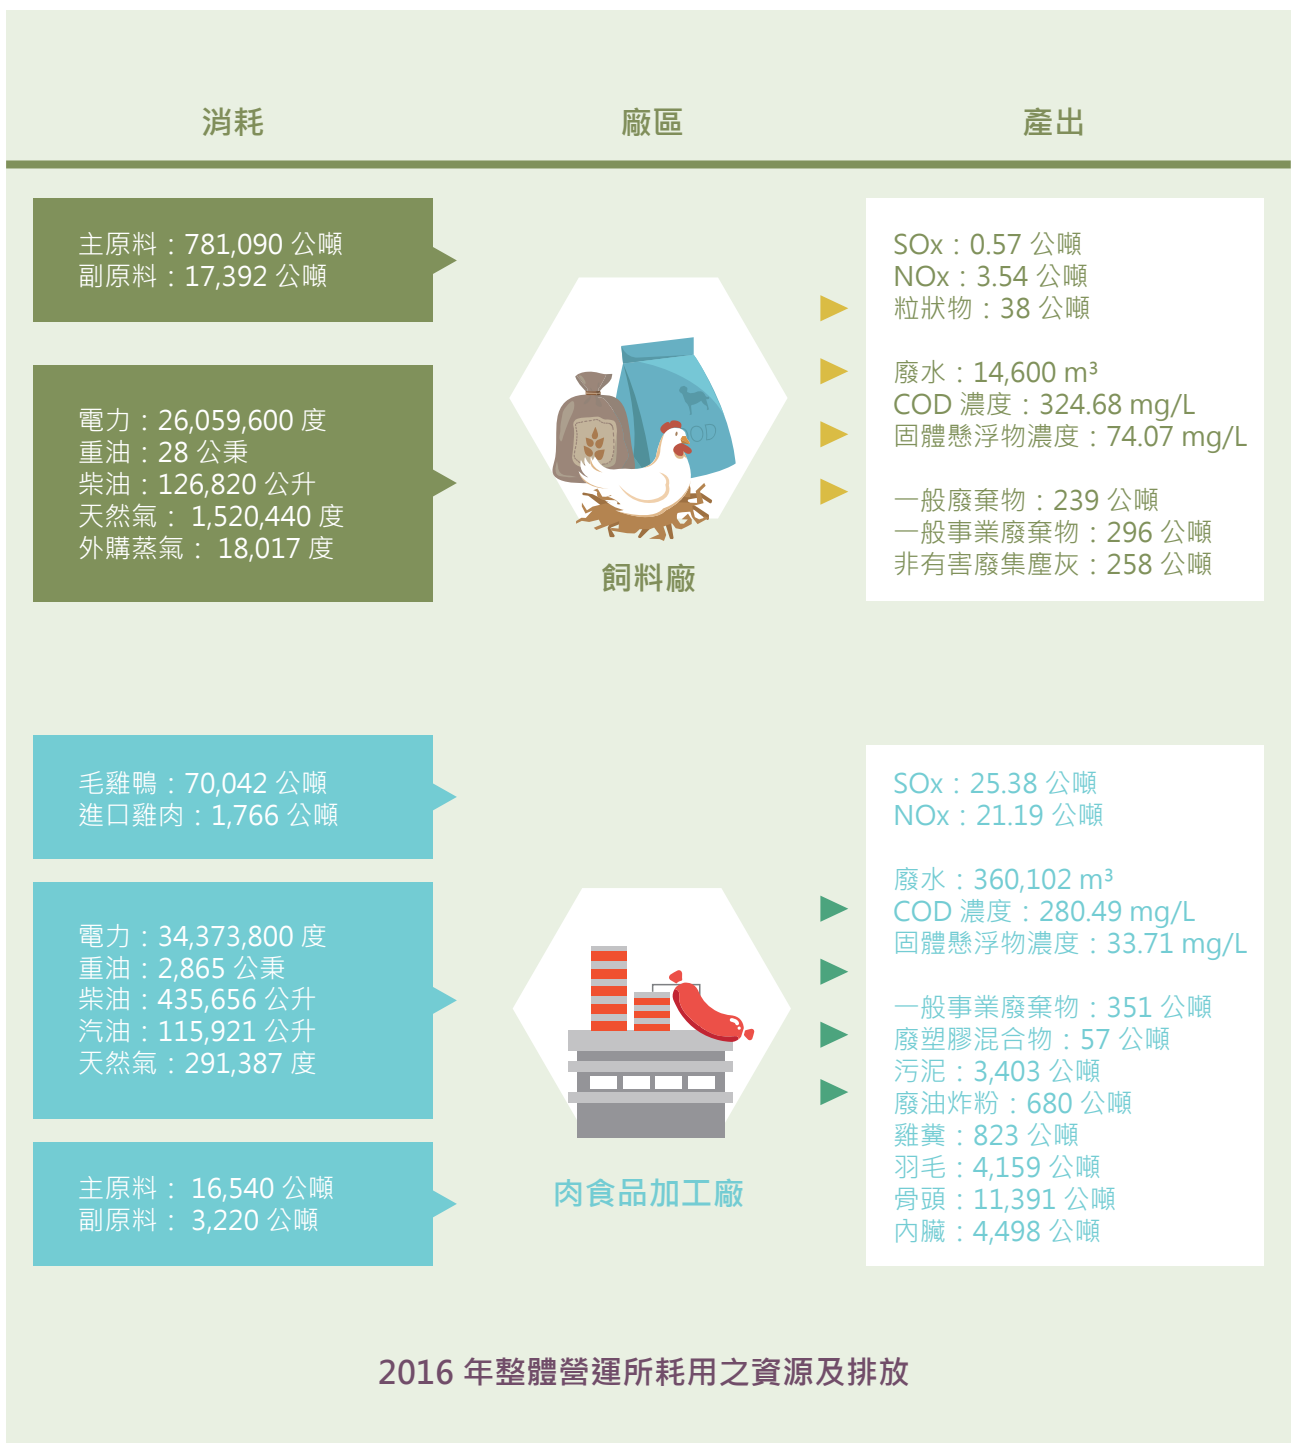 消耗
廠區
產出
主原料：781,090 公噸
副原料：17,392 公噸
電力：26,059,600 度
重油：28 公秉
柴油：126,820 公升
天然氣： 1,520,440 度
外購蒸氣： 18,017 度
OD
飼料廠
SOx：0.57 公噸
NOx：3.54 公噸
粒狀物：38 公噸
廢水：14,600 m³
COD 濃度：324.68 mg/L
固體懸浮物濃度：74.07 mg/L
一般廢棄物：239 公噸
一般事業廢棄物：296 公噸
非有害廢集塵灰：258 公噸
毛雞鴨：70,042 公噸
進口雞肉：1,766 公噸
電力：34,373,800 度
重油：2,865 公秉
柴油：435,656 公升
汽油：115,921 公升
天然氣：291,387 度
主原料： 16,540 公噸
副原料： 3,220 公噸
肉食品加工廠
SOx：25.38 公噸
NOx：21.19 公噸
廢水：360,102 m³
COD 濃度：280.49 mg/L
固體懸浮物濃度：33.71 mg/L
一般事業廢棄物：351 公噸
廢塑膠混合物：57 公噸
污泥：3,403 公噸
廢油炸粉：680 公噸
雞糞：823 公噸
羽毛：4,159 公噸
骨頭：11,391 公噸
內臟：4,498 公噸
2016 年整體營運所耗用之資源及排放